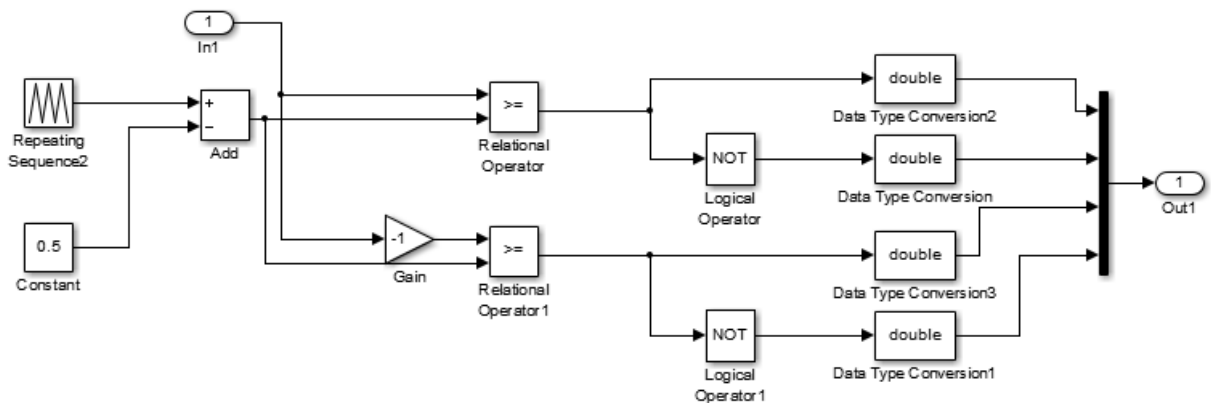 1
In1
+
−
Add
Repeating
Sequence2
0.5
Constant
>=
Relational
Operator
-1
Gain
>=
Relational
Operator1
NOT
Logical
Operator
NOT
Logical
Operator1
double
Data Type Conversion2
double
Data Type Conversion
double
Data Type Conversion3
double
Data Type Conversion1
1
Out1